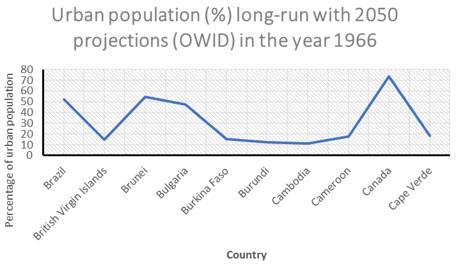 Urban population (%) long-run with 2050
projections (OWID) in the year 1966
Percentage of urban population
80
70
60
50
40
30
20
10
0
Brazil
British Virgin Islands
Brunei
Bulgaria
Burkina Faso
Burundi
Cambodia
Cameroon
Canada
Cape Verde
Country